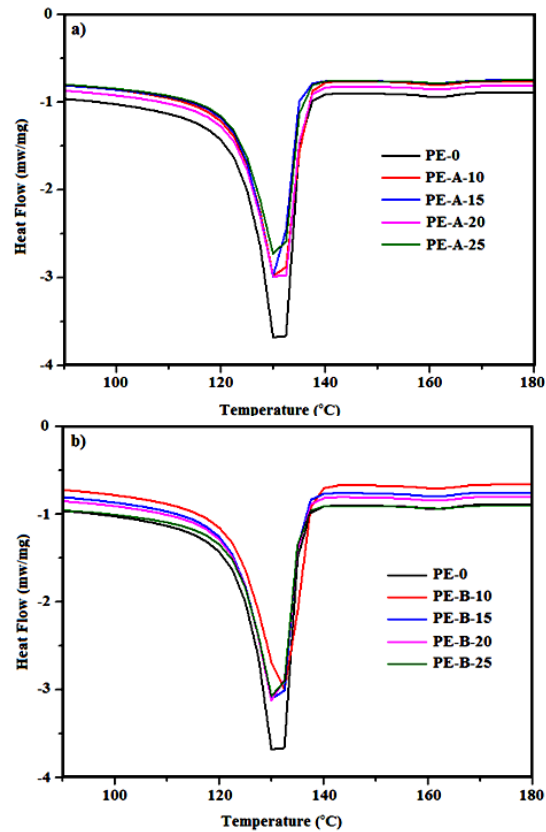 a)
0
-1
-2
-3
-4
Heat Flow (mw/mg)
PE-0
PE-A-10
PE-A-15
PE-A-20
PE-A-25
100 120 140 160 180
Temperature (°C)
b)
0
-1
-2
-3
-4
Heat Flow (mw/mg)
PE-0
PE-B-10
PE-B-15
PE-B-20
PE-B-25
100 120 140 160 180
Temperature (°C)